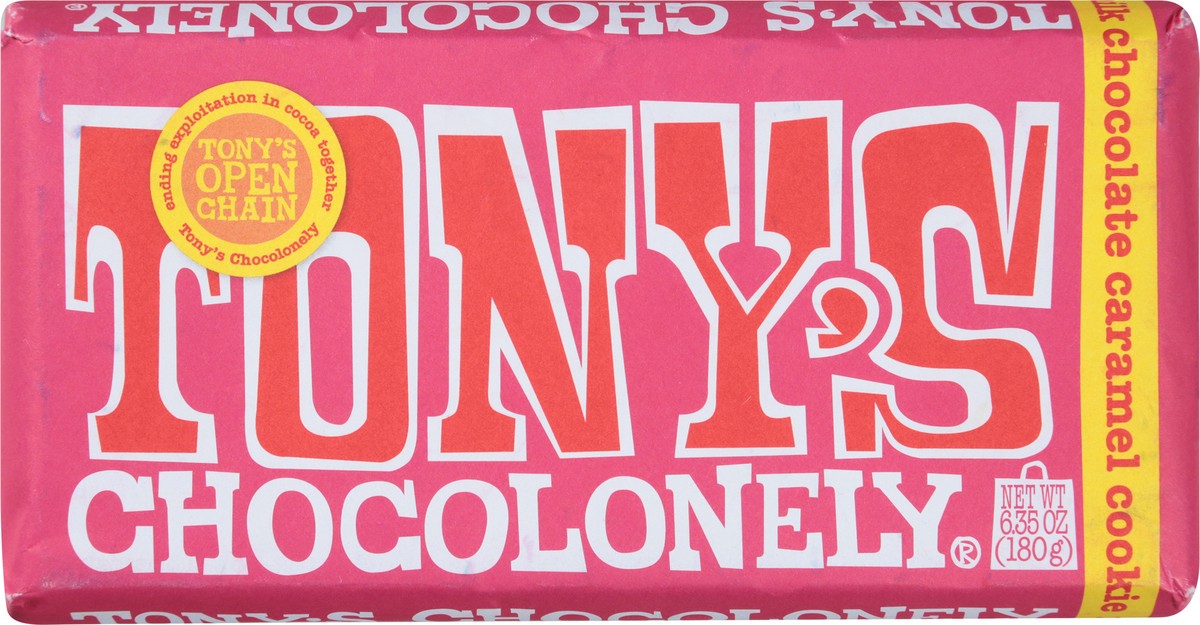 TONY'S CHOCOLONELY
ending exploitation in cocoa together
TONY'S
OPEN
CHAIN
Tony's Chocolonely
TONY'S
CHOCOLONELY®
NET WT
6.35 OZ
(180g)
chocolate caramel cookie
TONY'S CHOCOLONELY